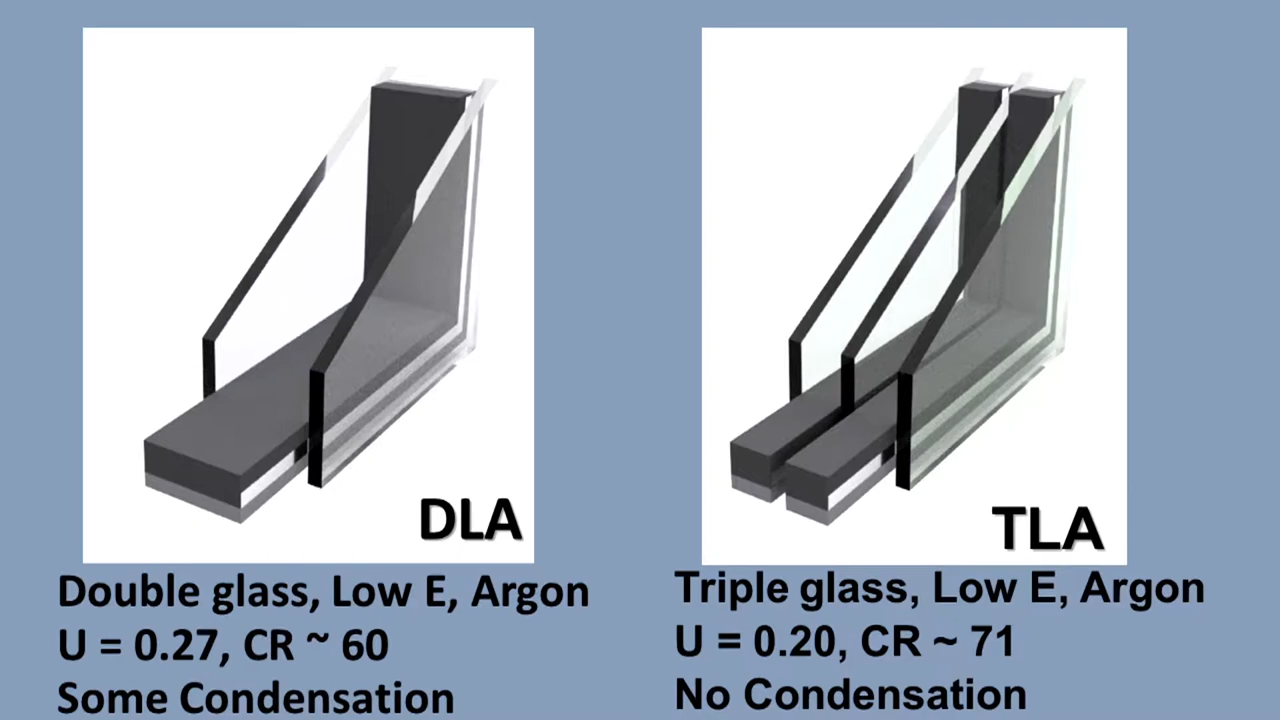 DLA
Double glass, Low E, Argon
U = 0.27, CR ~ 60
Some Condensation
TLA
Triple glass, Low E, Argon
U = 0.20, CR ~ 71
No Condensation